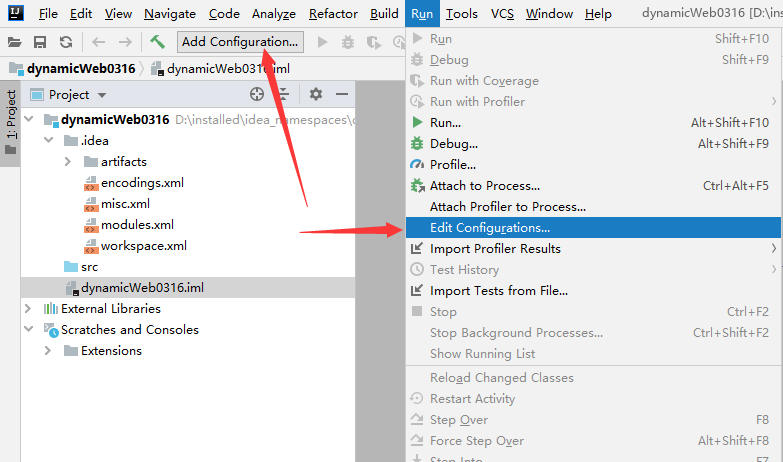 IJ File Edit View Navigate Code Analyze Refactor Build Run Tools VCS Window Help dynamicWeb0316 [D:\ins
Add Configuration...
dynamicWeb0316 dynamicWeb0316.iml
1: Project
Project
dynamicWeb0316 D:\installed\idea_namespaces\
.idea
artifacts
encodings.xml
misc.xml
modules.xml
workspace.xml
src
dynamicWeb0316.iml
External Libraries
Scratches and Consoles
Extensions
Run Shift+F10
Debug Shift+F9
Run with Coverage
Run with Profiler
Run... Alt+Shift+F10
Debug... Alt+Shift+F9
Profile...
Attach to Process... Ctrl+Alt+F5
Attach Profiler to Process...
Edit Configurations...
Import Profiler Results
Test History
Import Tests from File...
Stop Ctrl+F2
Stop Background Processes... Ctrl+Shift+F2
Show Running List
Reload Changed Classes
Restart Activity
Step Over F8
Force Step Over Alt+Shift+F8
Step Into F7